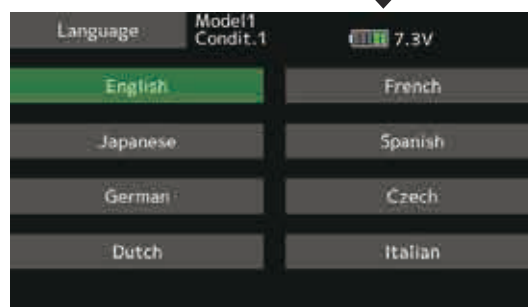 Language
Model1
Condit.1
7.3V
English
French
Japanese
Spanish
German
Czech
Dutch
Italian